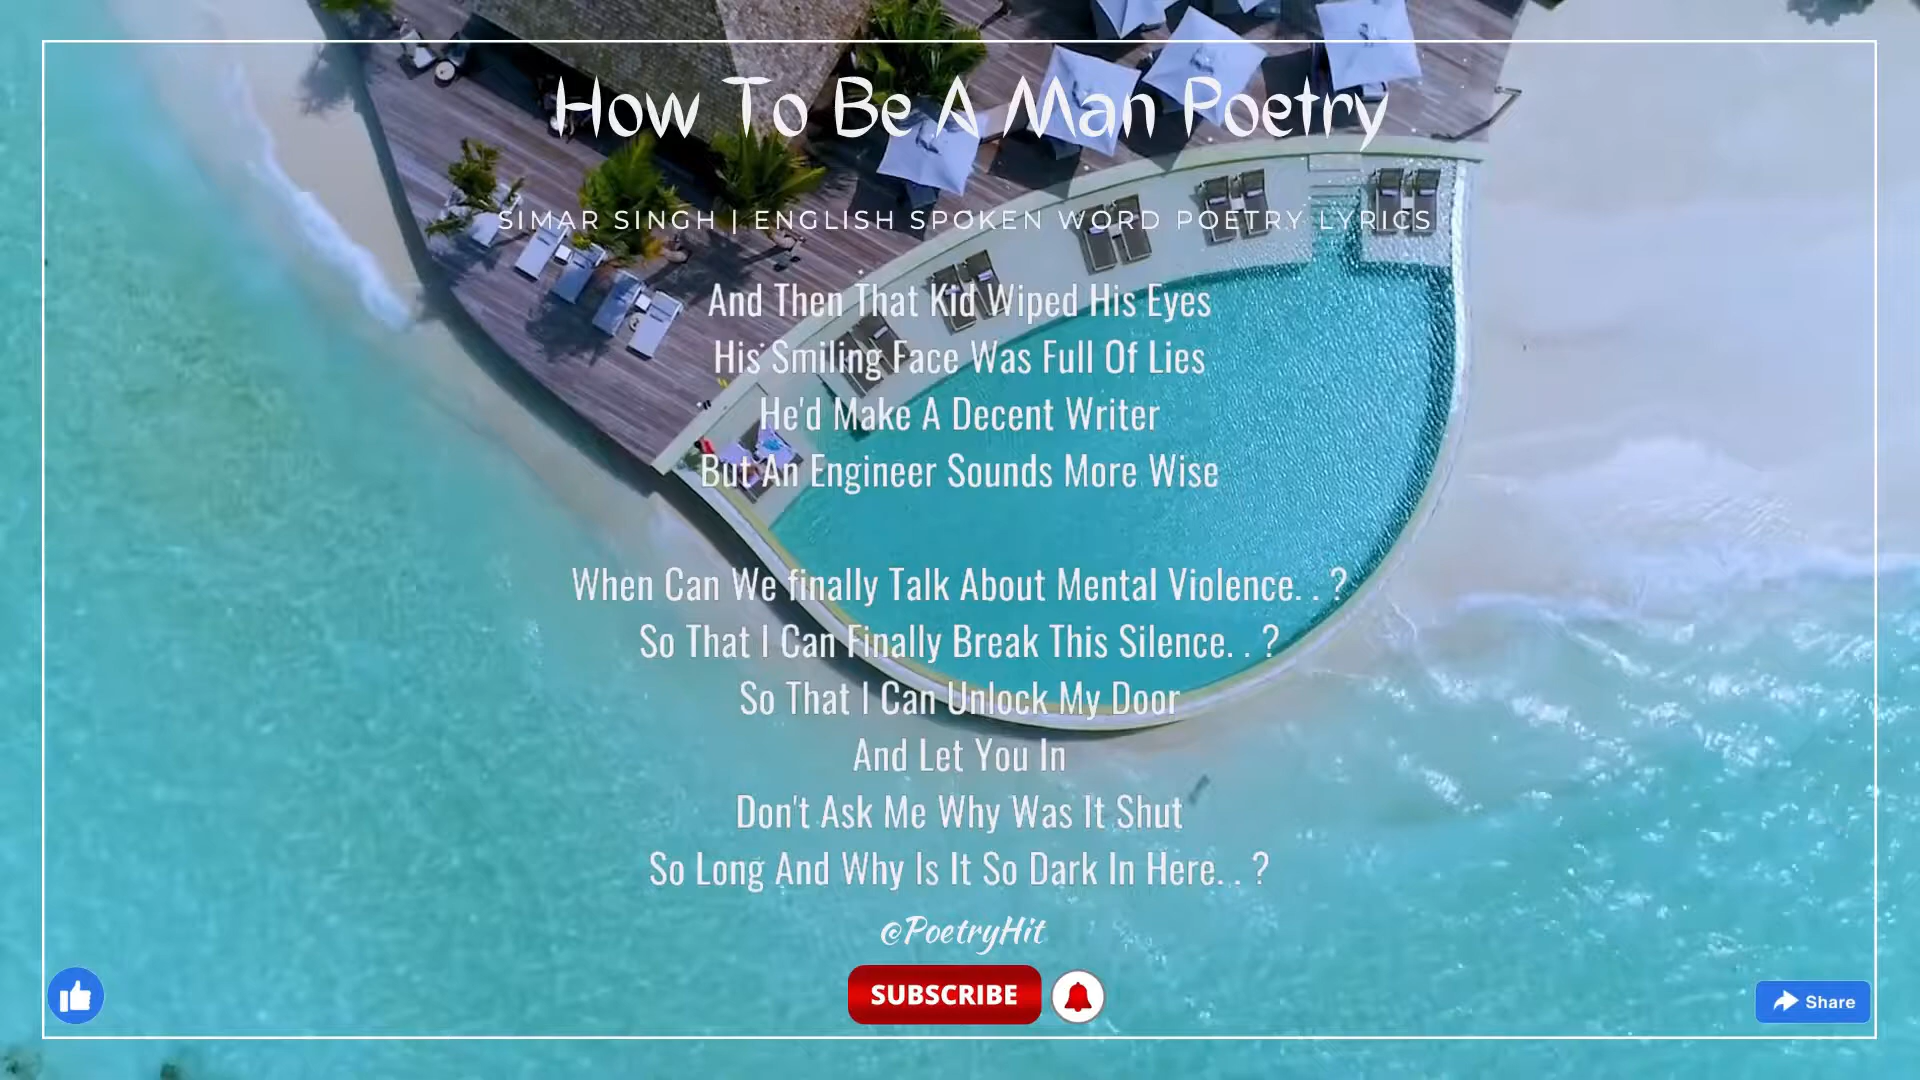 How To Be A Man Poetry
SIMAR SINGH | ENGLISH SPOKEN WORD POETRY LYRICS
And Then That Kid Wiped His Eyes
His Smiling Face Was Full Of Lies
He'd Make A Decent Writer
But An Engineer Sounds More Wise
When Can We finally Talk About Mental Violence. . ?
So That I Can Finally Break This Silence. . ?
So That I Can Unlock My Door
And Let You In
Don't Ask Me Why Was It Shut
So Long And Why Is It So Dark In Here. . ?
@PoetryHit
SUBSCRIBE
Share